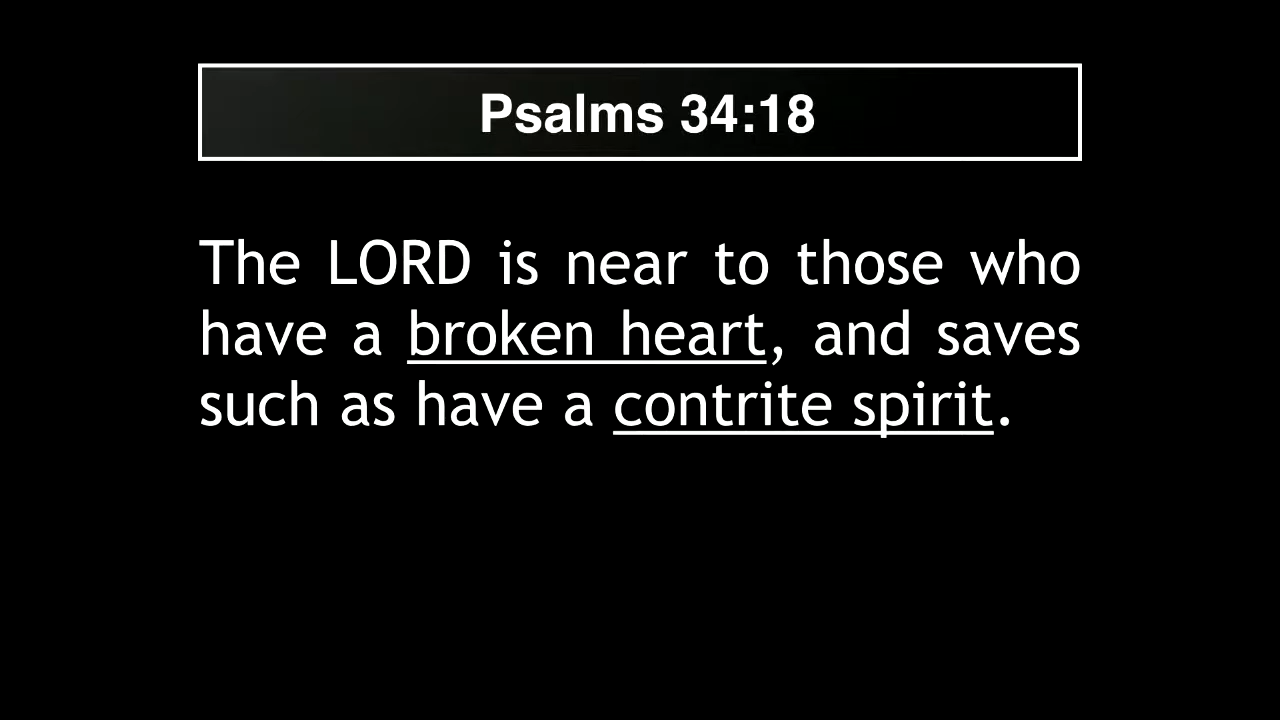 Psalms 34:18
The LORD is near to those who
have a broken heart, and saves
such as have a contrite spirit.